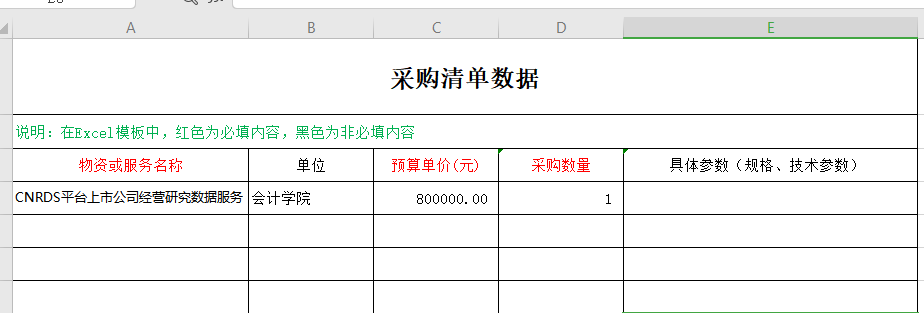 A B C D E
采购清单数据
说明：在Excel模板中，红色为必填内容，黑色为非必填内容
物资或服务名称 单位 预算单价(元) 采购数量 具体参数（规格、技术参数）
CNRDS平台上市公司经营研究数据服务 会计学院 800000.00 1